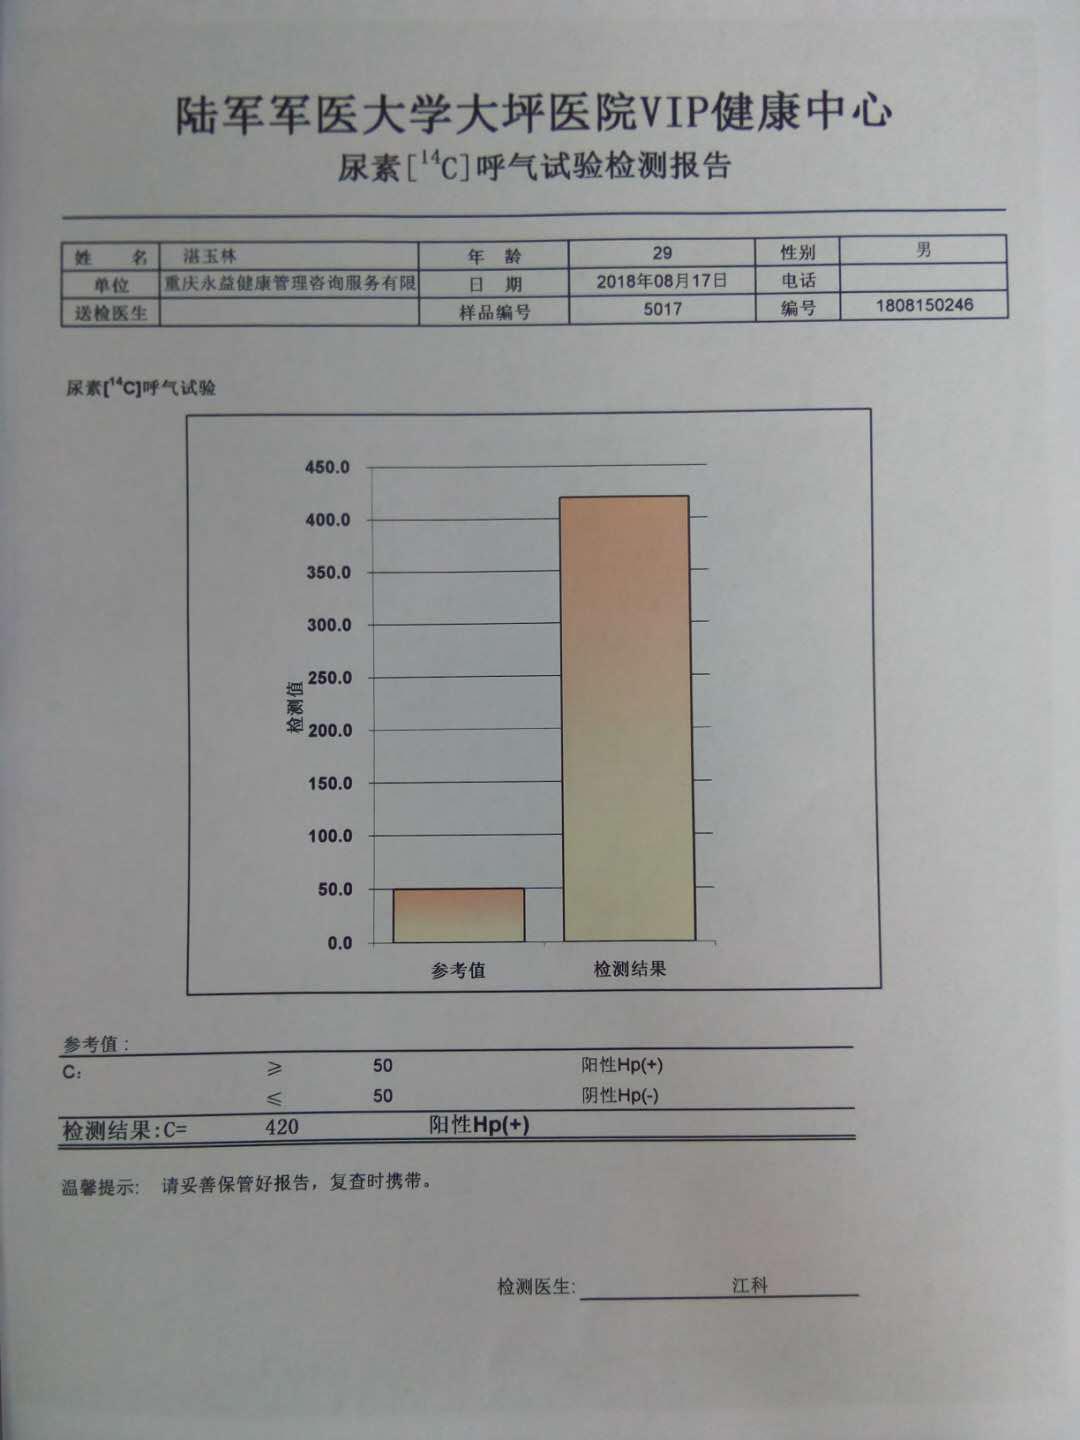 陆军军医大学大坪医院VIP健康中心
尿素[¹⁴C]呼气试验检测报告
姓 名 湛玉林 年 龄 29 性别 男
单位 重庆永益健康管理咨询服务有限 日 期 2018年08月17日 电话
送检医生 样品编号 5017 编号 1808150246
尿素[¹⁴C]呼气试验
450.0
400.0
350.0
300.0
250.0
200.0
150.0
100.0
50.0
0.0
检测值
参考值 检测结果
参考值:
C: ≥ 50 阳性Hp(+)
≤ 50 阴性Hp(-)
检测结果:C= 420 阳性Hp(+)
温馨提示: 请妥善保管好报告，复查时携带。
检测医生: 江科